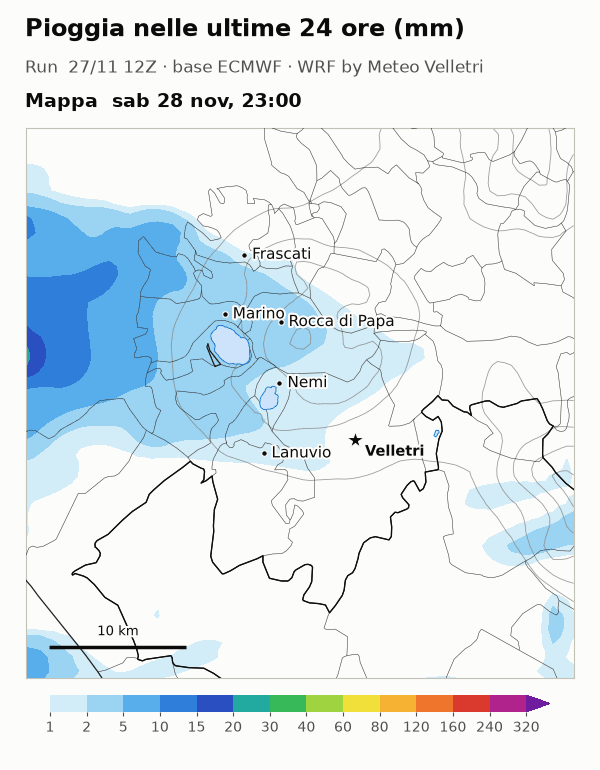 Pioggia nelle ultime 24 ore (mm)
Run  27/11 12Z · base ECMWF · WRF by Meteo Velletri
Mappa  sab 28 nov, 23:00
Frascati
Marino
Rocca di Papa
Nemi
Velletri
Lanuvio
10 km
1 2 5 10 15 20 30 40 60 80 120 160 240 320